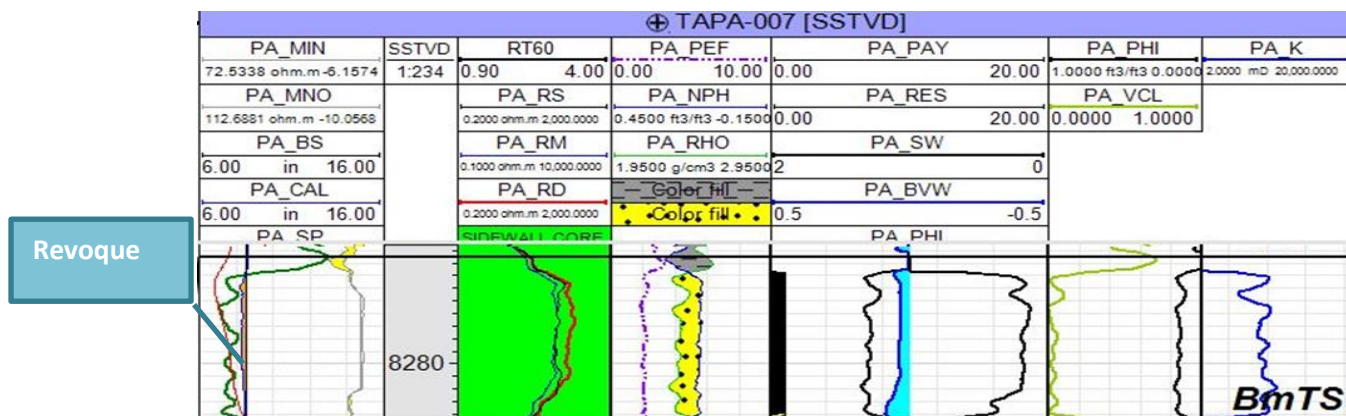 TAPA-007 [SSTVD]
PA_MIN SSTVD RT60 PA_PEF PA_PAY PA_PHI PA_K
72.5338 ohm.m -6.1574 1:234 0.90 4.00 0.00 10.00 0.00 20.00 1.0000 ft3/ft3 0.0000 2.0000 mD 20,000.0000
PA_MNO PA_RS PA_NPH PA_RES PA_VCL
112.6881 ohm.m -10.0568 0.2000 ohm.m 2,000.0000 0.4500 ft3/ft3 -0.1500 0.00 20.00 0.0000 1.0000
PA_BS PA_RM PA_RHO PA_SW
6.00 in 16.00 0.1000 ohm.m 10,000.0000 1.9500 g/cm3 2.9500 2 0
PA_CAL PA_RD Color fill PA_BVW
6.00 in 16.00 0.2000 ohm.m 2,000.0000 Color fill 0.5 -0.5
PA_SP SIDEWALL CORE PA_PHI
Revoque
8280
BmTS